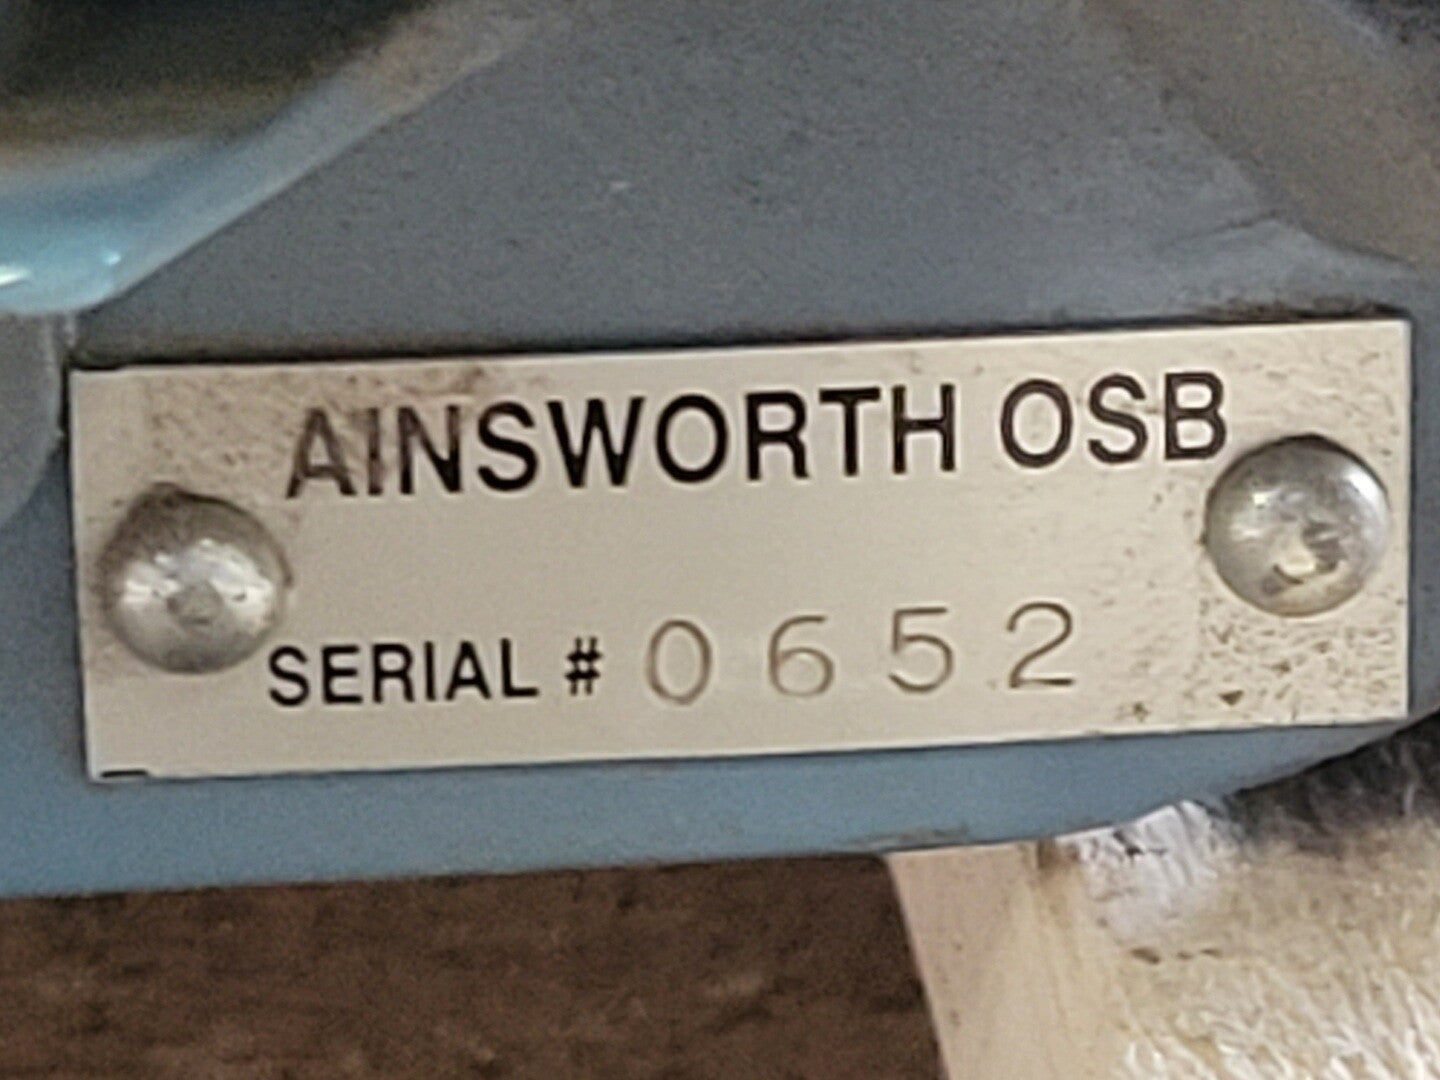 AINSWORTH OSB
SERIAL # 0652